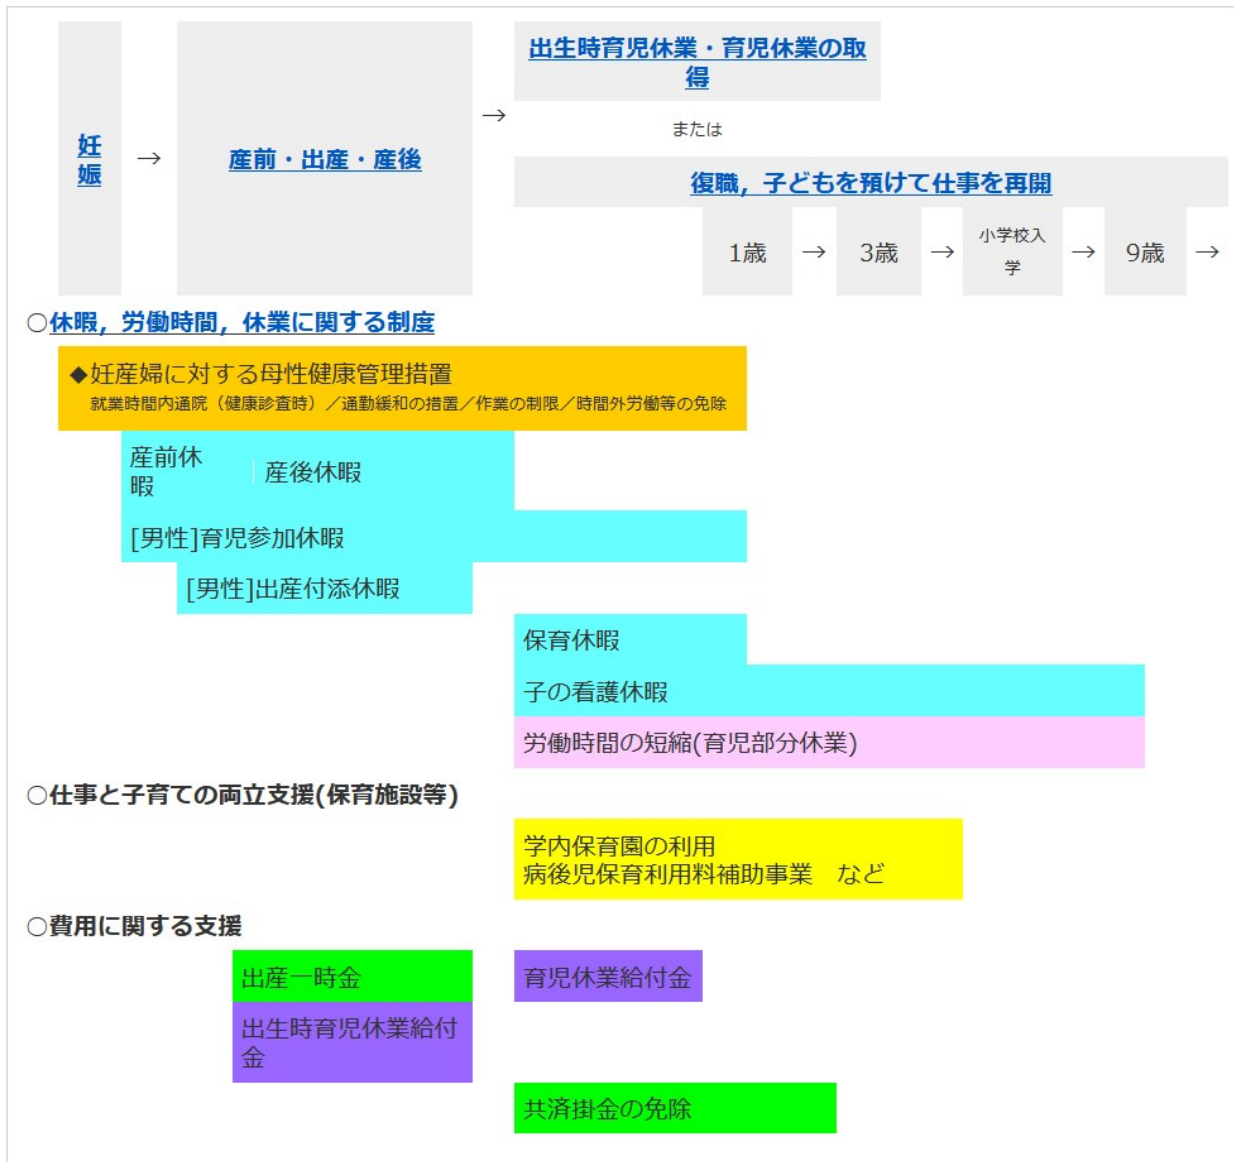 妊
娠
→
産前・出産・産後
→
出生時育児休業・育児休業の取
得
または
復職，子どもを預けて仕事を再開
1歳 → 3歳 → 小学校入
学 → 9歳 →
○休暇，労働時間，休業に関する制度
◆妊産婦に対する母性健康管理措置
就業時間内通院（健康診査時）／通勤緩和の措置／作業の制限／時間外労働等の免除
産前休
暇
産後休暇
[男性]育児参加休暇
[男性]出産付添休暇
保育休暇
子の看護休暇
労働時間の短縮(育児部分休業)
○仕事と子育ての両立支援(保育施設等)
学内保育園の利用
病後児保育利用料補助事業　など
○費用に関する支援
出産一時金
育児休業給付金
出生時育児休業給付
金
共済掛金の免除